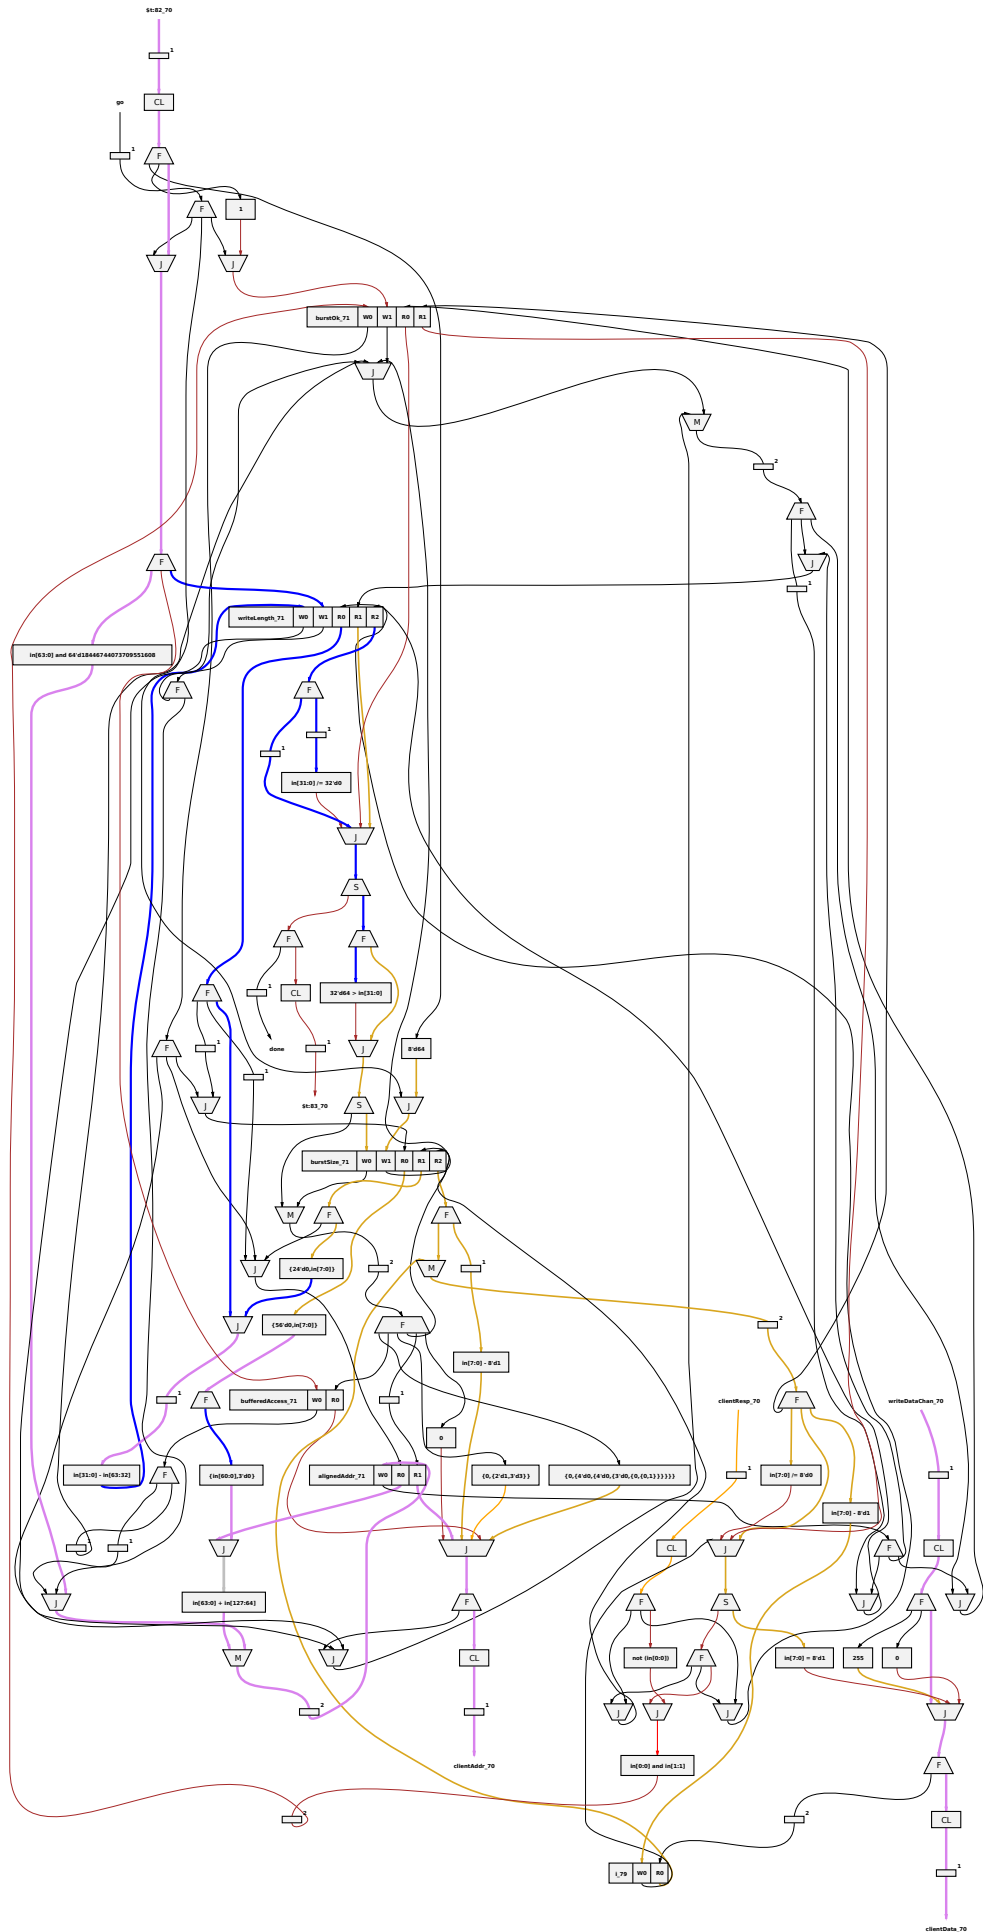 $t:82_70
1
CL
go
1
F
F
1
J
J
burstOk_71 W0 W1 R0 R1
J
M
2
F
F
J
1
writeLength_71 W0 W1 R0 R1 R2
in[63:0] and 64'd18446744073709551608
F
F
1
1
in[31:0] /= 32'd0
J
S
F
F
F
1
CL
32'd64 > in[31:0]
F
1
done
1
J
8'd64
1
J
$t:83_70
S
J
burstSize_71 W0 W1 R0 R1 R2
M
F
F
J
{24'd0,in[7:0]}
2
M
1
J
{56'd0,in[7:0]}
F
2
in[7:0] - 8'd1
1
F
bufferedAccess_71 W0 R0
1
F
clientResp_70
writeDataChan_70
0
in[31:0] - in[63:32]
F
{in[60:0],3'd0}
alignedAddr_71 W0 R0 R1
{0,{2'd1,3'd3}}
{0,{4'd0,{4'd0,{3'd0,{0,{0,1}}}}}}
1
in[7:0] /= 8'd0
1
in[7:0] - 8'd1
1
1
J
J
CL
J
F
CL
J
in[63:0] + in[127:64]
F
F
S
J
F
J
M
J
CL
not (in[0:0])
F
in[7:0] = 8'd1
255
0
2
1
J
J
J
J
clientAddr_70
in[0:0] and in[1:1]
F
2
2
CL
i_79 W0 R0
1
clientData_70